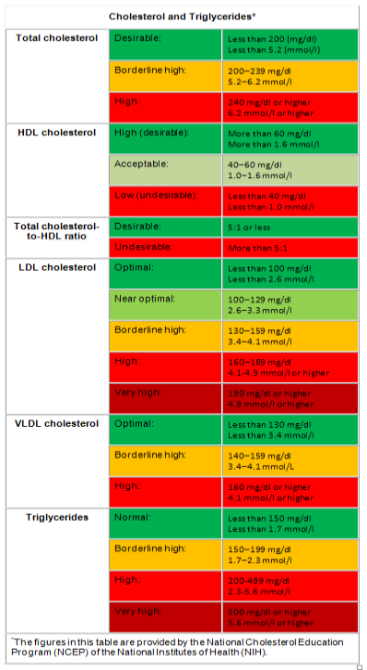 Cholesterol and Triglycerides*
Total cholesterol
Desirable:
Less than 200 (mg/dl)
Less than 5.2 (mmol/l)
Borderline high:
200–239 mg/dl
5.2–6.2 mmol/l
High:
240 mg/dl or higher
6.2 mmol/l or higher
HDL cholesterol
High (desirable):
More than 60 mg/dl
More than 1.6 mmol/l
Acceptable:
40–60 mg/dl
1.0–1.6 mmol/l
Low (undesirable):
Less than 40 mg/dl
Less than 1.0 mmol/l
Total cholesterol-
to-HDL ratio
Desirable:
5:1 or less
Undesirable:
More than 5:1
LDL cholesterol
Optimal:
Less than 100 mg/dl
Less than 2.6 mmol/l
Near optimal:
100–129 mg/dl
2.6–3.3 mmol/l
Borderline high:
130–159 mg/dl
3.4–4.1 mmol/l
High:
160–189 mg/dl
4.1-4.9 mmol/l or higher
Very high:
190 mg/dl or higher
4.9 mmol/l or higher
VLDL cholesterol
Optimal:
Less than 130 mg/dl
Less than 3.4 mmol/l
Borderline high:
140–159 mg/dl
3.4–4.1 mmol/L
High:
160 mg/dl or higher
4.1 mmol/l or higher
Triglycerides
Normal:
Less than 150 mg/dl
Less than 1.7 mmol/l
Borderline high:
150–199 mg/dl
1.7–2.3 mmol/l
High:
200-499 mg/dl
2.3-5.6 mmol/l
Very high:
500 mg/dl or higher
5.6 mmol/l or higher
*The figures in this table are provided by the National Cholesterol Education
Program (NCEP) of the National Institutes of Health (NIH).